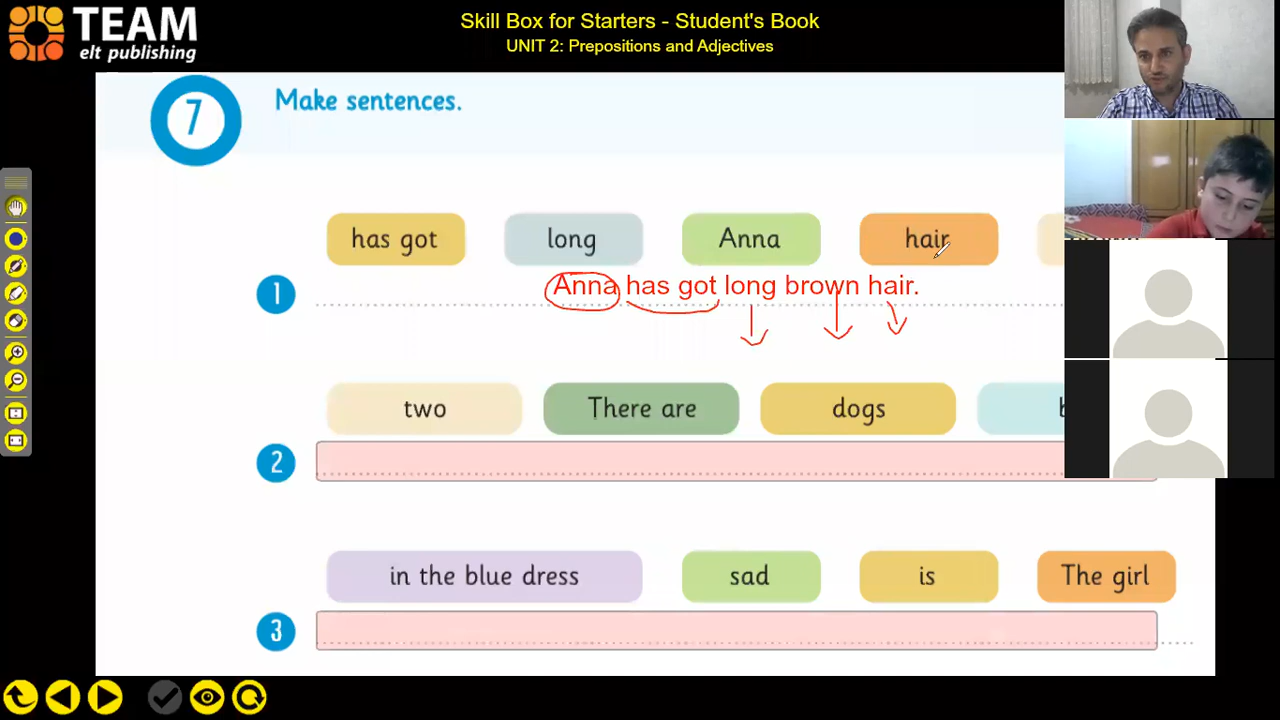 TEAM
elt publishing
Skill Box for Starters - Student's Book
UNIT 2: Prepositions and Adjectives
7
Make sentences.
has got long Anna hair
1
Anna has got long brown hair.
two There are dogs
2
in the blue dress sad is The girl
3